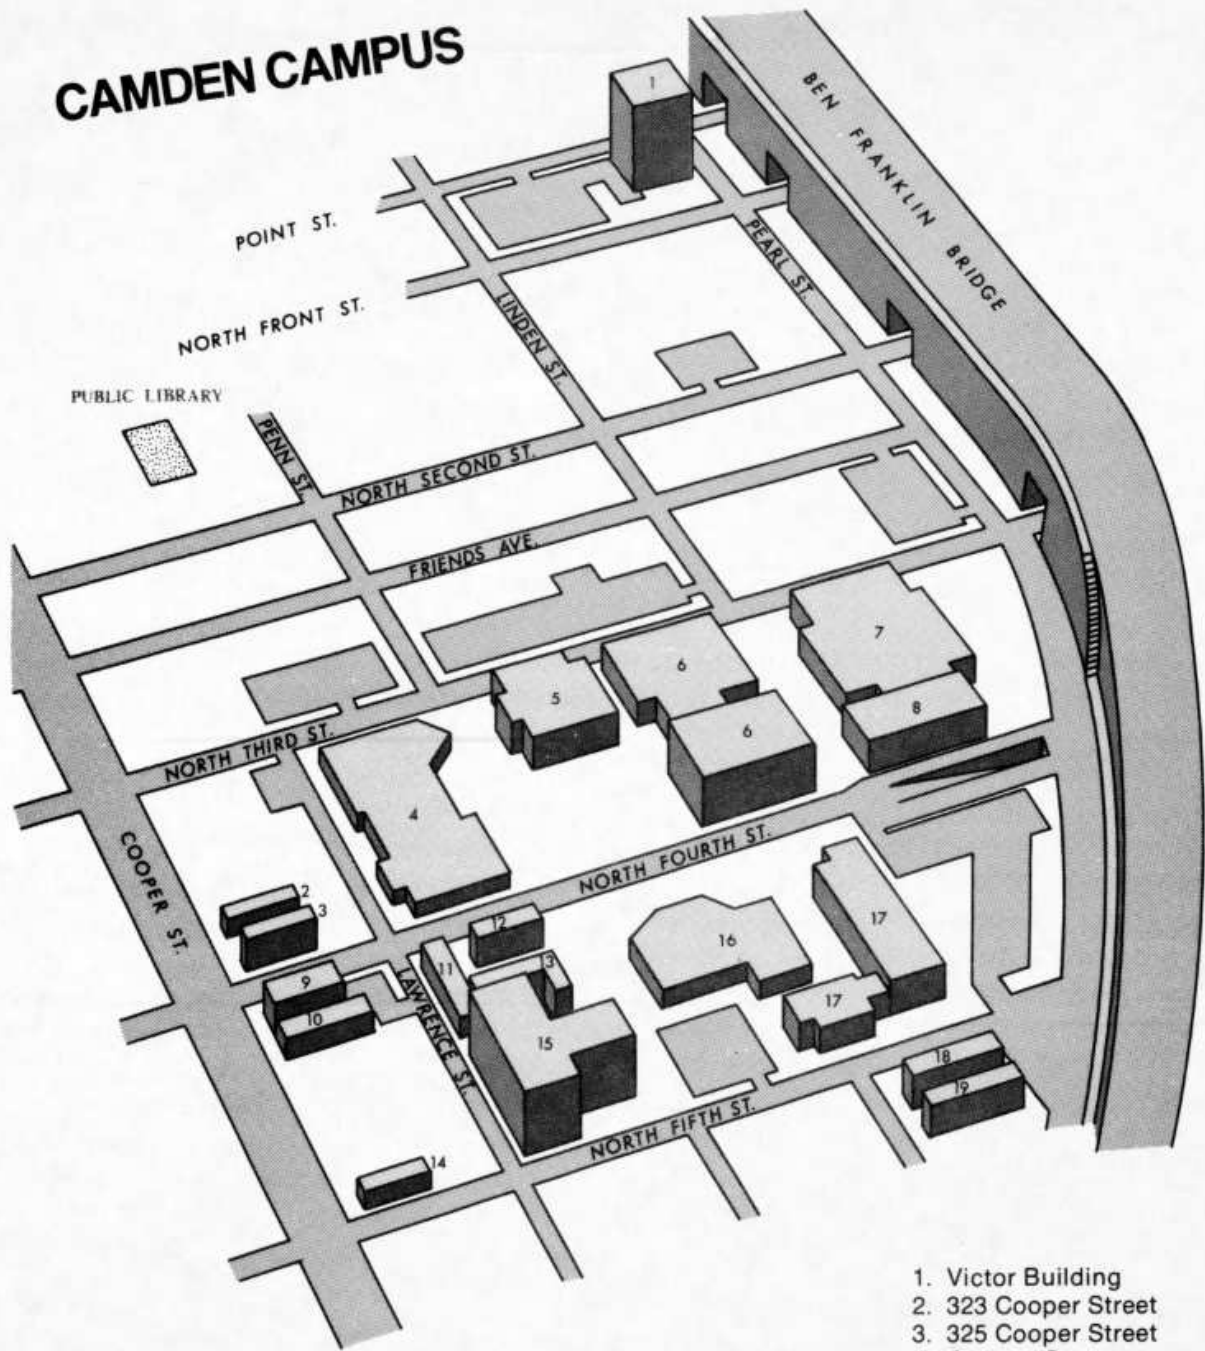 CAMDEN CAMPUS
1
BEN FRANKLIN BRIDGE
POINT ST.
PEARL ST.
NORTH FRONT ST.
LINDEN ST.
PUBLIC LIBRARY
PENN ST.
NORTH SECOND ST.
FRIENDS AVE.
7
6
5
8
6
NORTH THIRD ST.
4
COOPER ST.
NORTH FOURTH ST.
2
3
12
17
16
11
13
9
17
10
LAWRENCE ST.
15
18
19
NORTH FIFTH ST.
14
1. Victor Building
2. 323 Cooper Street
3. 325 Cooper Street